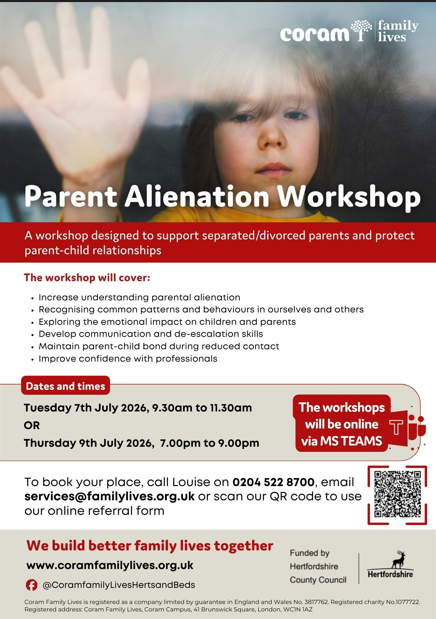 coram family lives
Parent Alienation Workshop
A workshop designed to support separated/divorced parents and protect
parent-child relationships
The workshop will cover:
• Increase understanding parental alienation
• Recognising common patterns and behaviours in ourselves and others
• Exploring the emotional impact on children and parents
• Develop communication and de-escalation skills
• Maintain parent-child bond during reduced contact
• Improve confidence with professionals
Dates and times
Tuesday 7th July 2026, 9.30am to 11.30am
OR
Thursday 9th July 2026, 7.00pm to 9.00pm
The workshops
will be online
via MS TEAMS
T
To book your place, call Louise on 0204 522 8700, email
services@familylives.org.uk or scan our QR code to use
our online referral form
We build better family lives together
www.coramfamilylives.org.uk
@CoramfamilyLivesHertsandBeds
Funded by
Hertfordshire
County Council
Hertfordshire
Coram Family Lives is registered as a company limited by guarantee in England and Wales No. 3817762. Registered charity No.1077722.
Registered address: Coram Family Lives, Coram Campus, 41 Brunswick Square, London, WC1N 1AZ